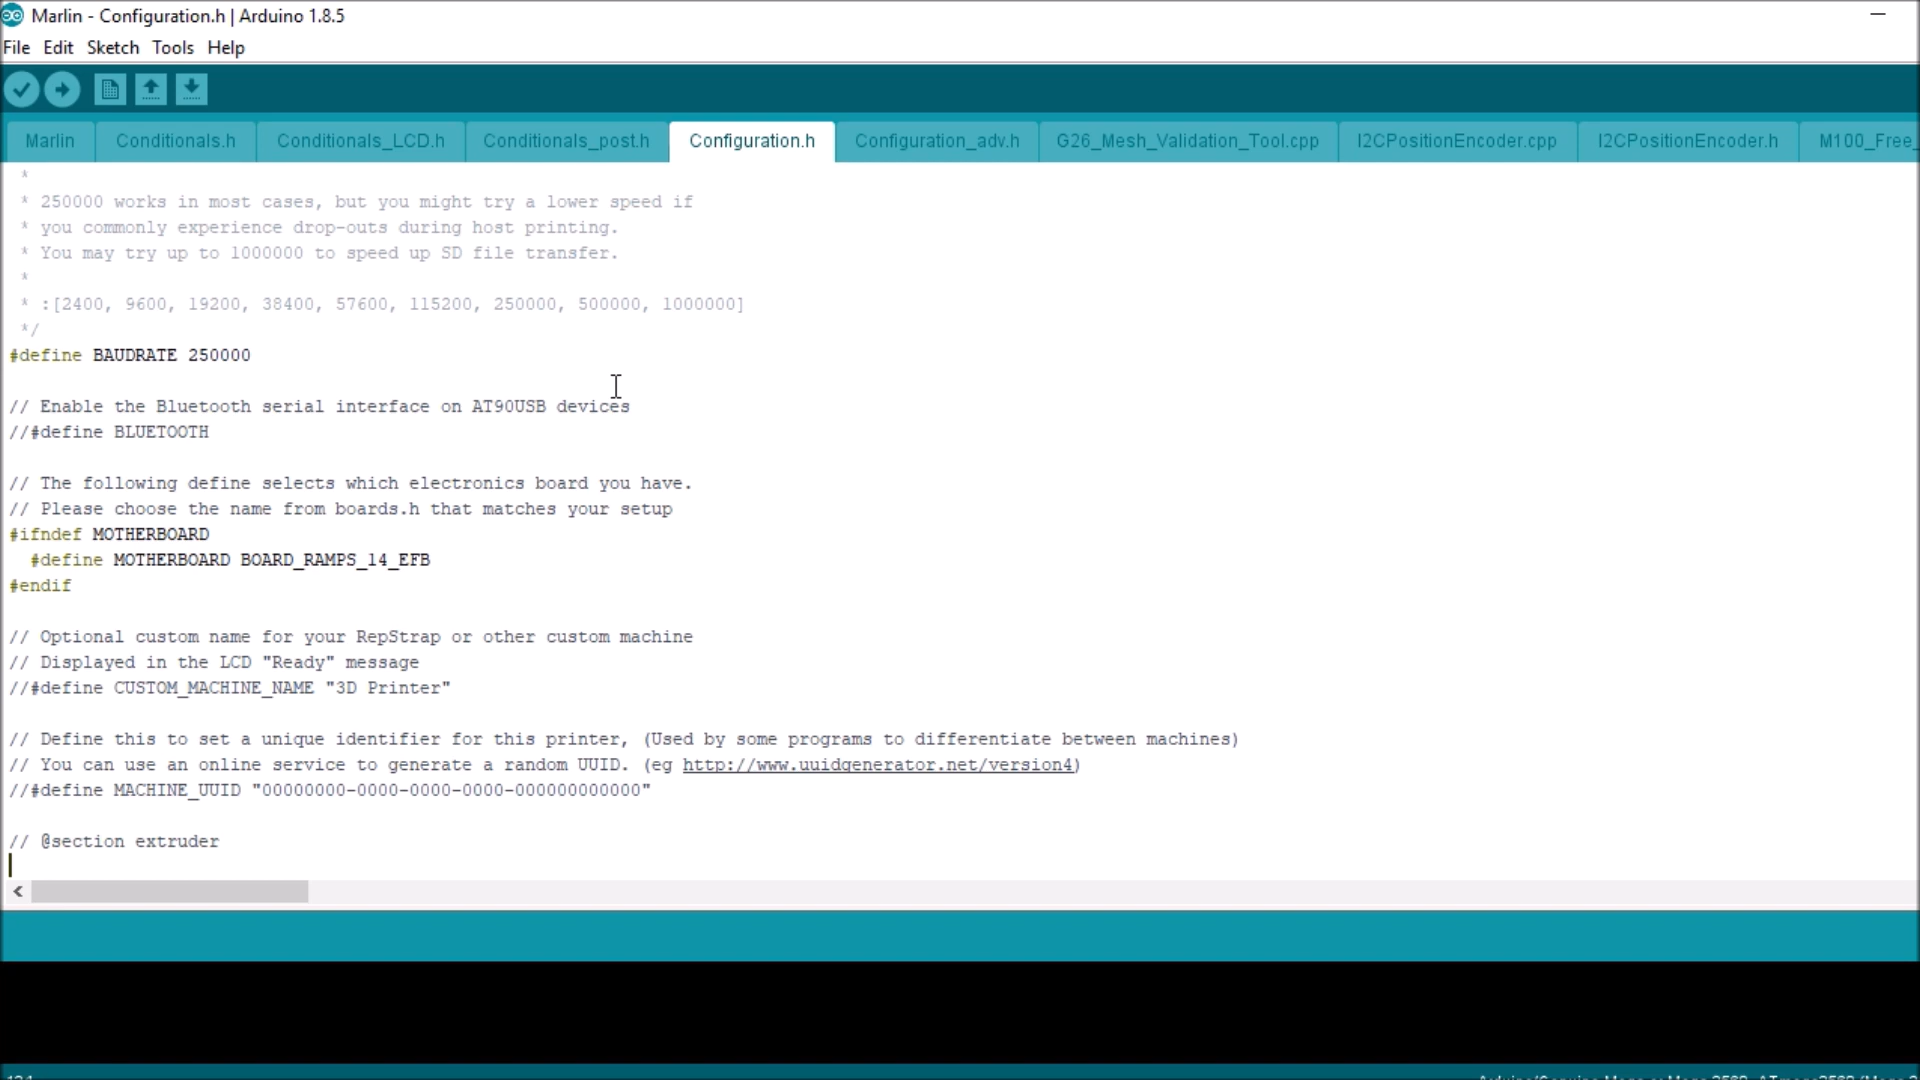 Marlin - Configuration.h | Arduino 1.8.5
File Edit Sketch Tools Help
Marlin Conditionals.h Conditionals_LCD.h Conditionals_post.h Configuration.h Configuration_adv.h G26_Mesh_Validation_Tool.cpp I2CPositionEncoder.cpp I2CPositionEncoder.h M100_Free_
*
* 250000 works in most cases, but you might try a lower speed if
* you commonly experience drop-outs during host printing.
* You may try up to 1000000 to speed up SD file transfer.
*
* :[2400, 9600, 19200, 38400, 57600, 115200, 250000, 500000, 1000000]
*/
#define BAUDRATE 250000
// Enable the Bluetooth serial interface on AT90USB devices
//#define BLUETOOTH
// The following define selects which electronics board you have.
// Please choose the name from boards.h that matches your setup
#ifndef MOTHERBOARD
#define MOTHERBOARD BOARD_RAMPS_14_EFB
#endif
// Optional custom name for your RepStrap or other custom machine
// Displayed in the LCD "Ready" message
//#define CUSTOM_MACHINE_NAME "3D Printer"
// Define this to set a unique identifier for this printer, (Used by some programs to differentiate between machines)
// You can use an online service to generate a random UUID. (eg http://www.uuidgenerator.net/version4)
//#define MACHINE_UUID "00000000-0000-0000-0000-000000000000"
// @section extruder